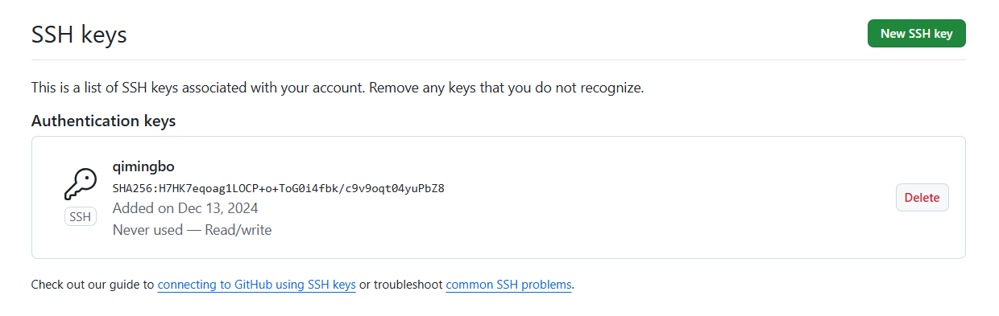 SSH keys
New SSH key
This is a list of SSH keys associated with your account. Remove any keys that you do not recognize.
Authentication keys
qimingbo
SHA256:H7HK7eqoag1LOCP+o+ToG0i4fbk/c9v9oqt04yuPbZ8
Added on Dec 13, 2024
Never used — Read/write
SSH
Delete
Check out our guide to connecting to GitHub using SSH keys or troubleshoot common SSH problems.